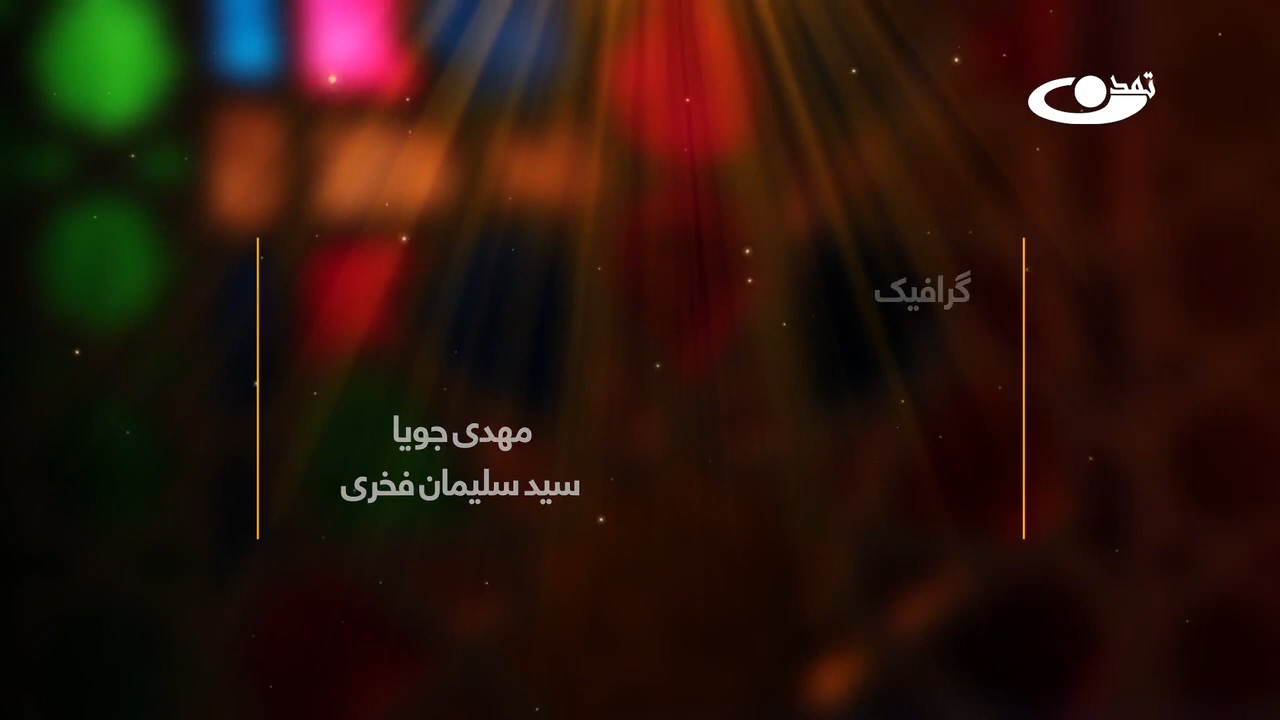 تمدن
گرافیک
مهدی جویا
سید سلیمان فخری